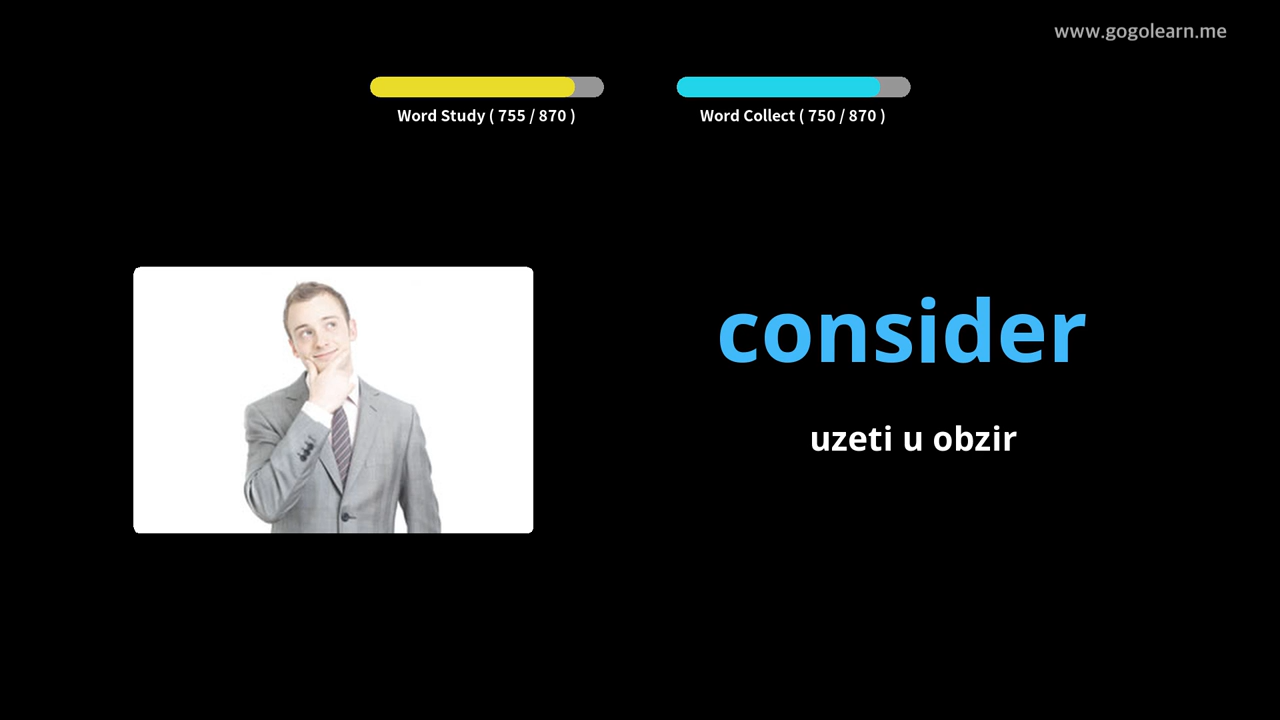 www.gogolearn.me
Word Study ( 755 / 870 )
Word Collect ( 750 / 870 )
consider
uzeti u obzir